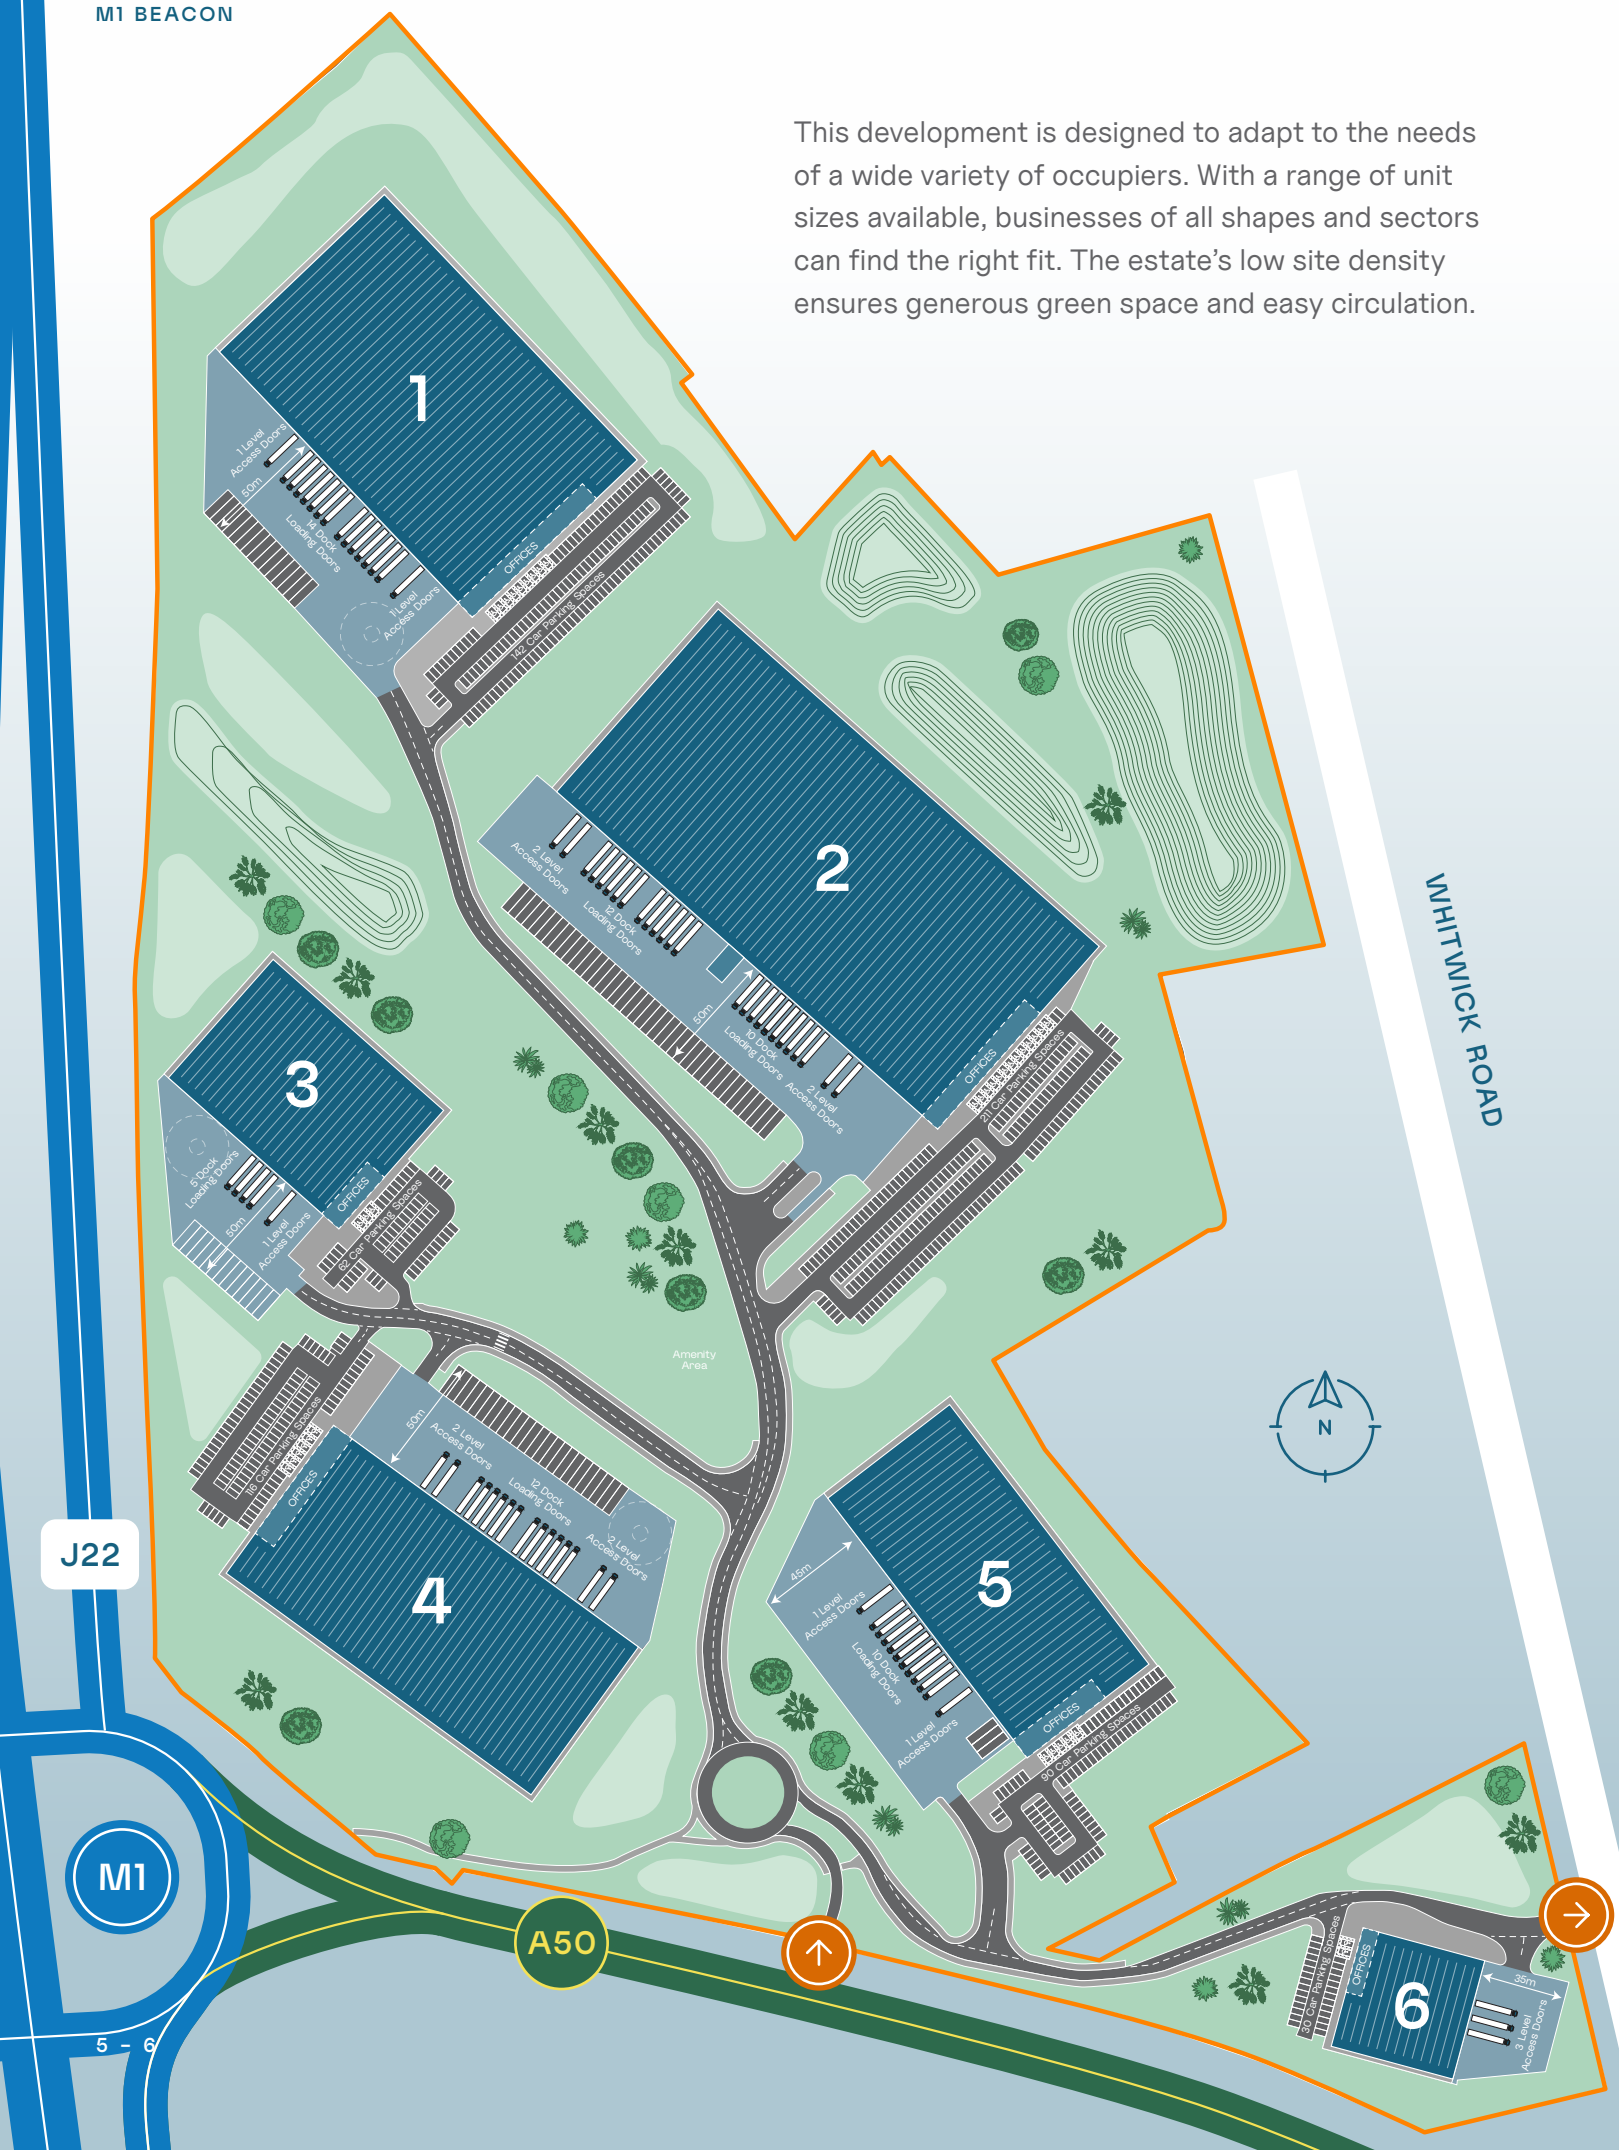 M1 BEACON
This development is designed to adapt to the needs
of a wide variety of occupiers. With a range of unit
sizes available, businesses of all shapes and sectors
can find the right fit. The estate’s low site density
ensures generous green space and easy circulation.
1
1 Level
Access Doors
50m
14 Dock
Loading Doors
1 Level
Access Doors
OFFICES
142 Car Parking Spaces
2
2 Level
Access Doors
12 Dock
Loading Doors
50m
10 Dock
Loading Doors
2 Level
Access Doors
OFFICES
211 Car Parking Spaces
WHITWICK ROAD
3
5 Dock
Loading Doors
50m
1 Level
Access Doors
OFFICES
62 Car Parking Spaces
Amenity
Area
N
116 Car Parking Spaces
OFFICES
50m
2 Level
Access Doors
12 Dock
Loading Doors
2 Level
Access Doors
4
J22
5
45m
1 Level
Access Doors
10 Dock
Loading Doors
1 Level
Access Doors
OFFICES
90 Car Parking Spaces
M1
A50
6
30 Car Parking Spaces
OFFICES
35m
3 Level
Access Doors
5 – 6